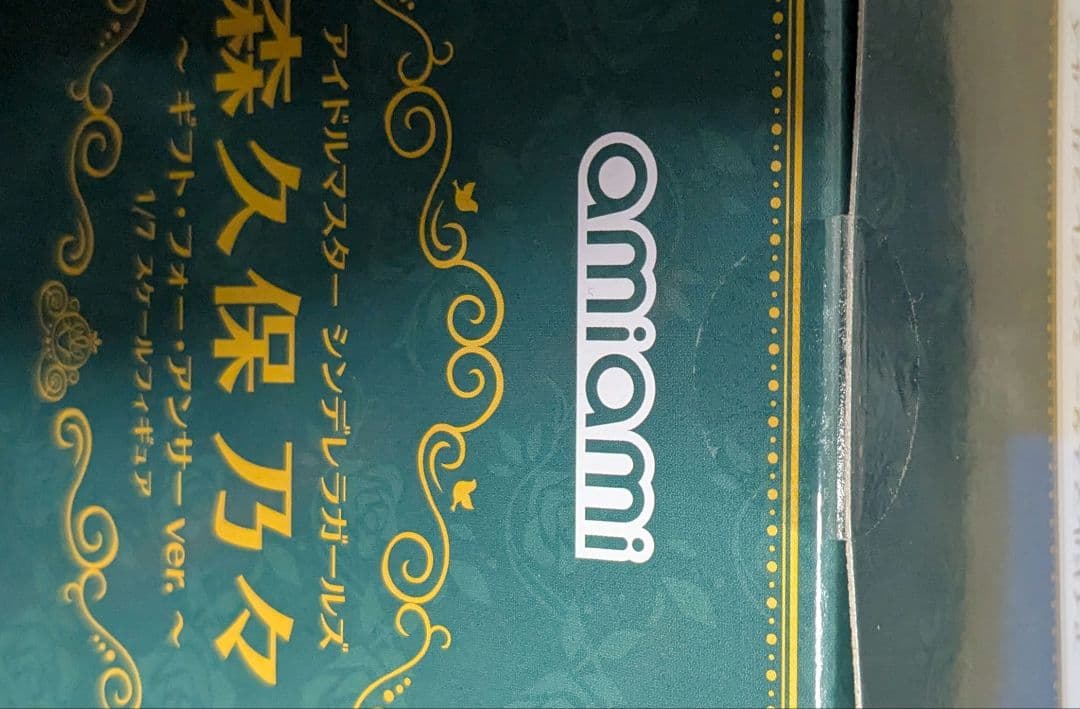 amiami
アイドルマスター シンデレラガールズ
森久保乃々
～ ギフト・フォー・アンサー ver. ～
1/7 スケールフィギュア